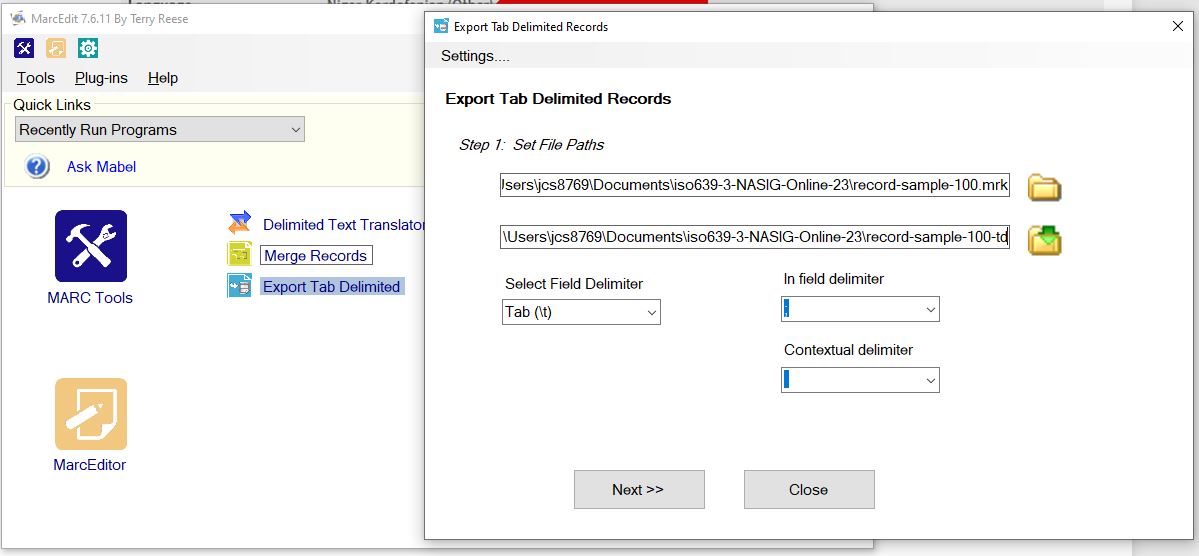 MarcEdit 7.6.11 By Terry Reese
Tools Plug-ins Help
Quick Links
Recently Run Programs
Ask Mabel
MARC Tools
Delimited Text Translator
Merge Records
Export Tab Delimited
MarcEditor
Export Tab Delimited Records
Settings....
Export Tab Delimited Records
Step 1: Set File Paths
\Users\jcs8769\Documents\iso639-3-NASIG-Online-23\record-sample-100.mrk
\Users\jcs8769\Documents\iso639-3-NASIG-Online-23\record-sample-100-td
Select Field Delimiter
Tab (\t)
In field delimiter
;
Contextual delimiter
Next >>
Close